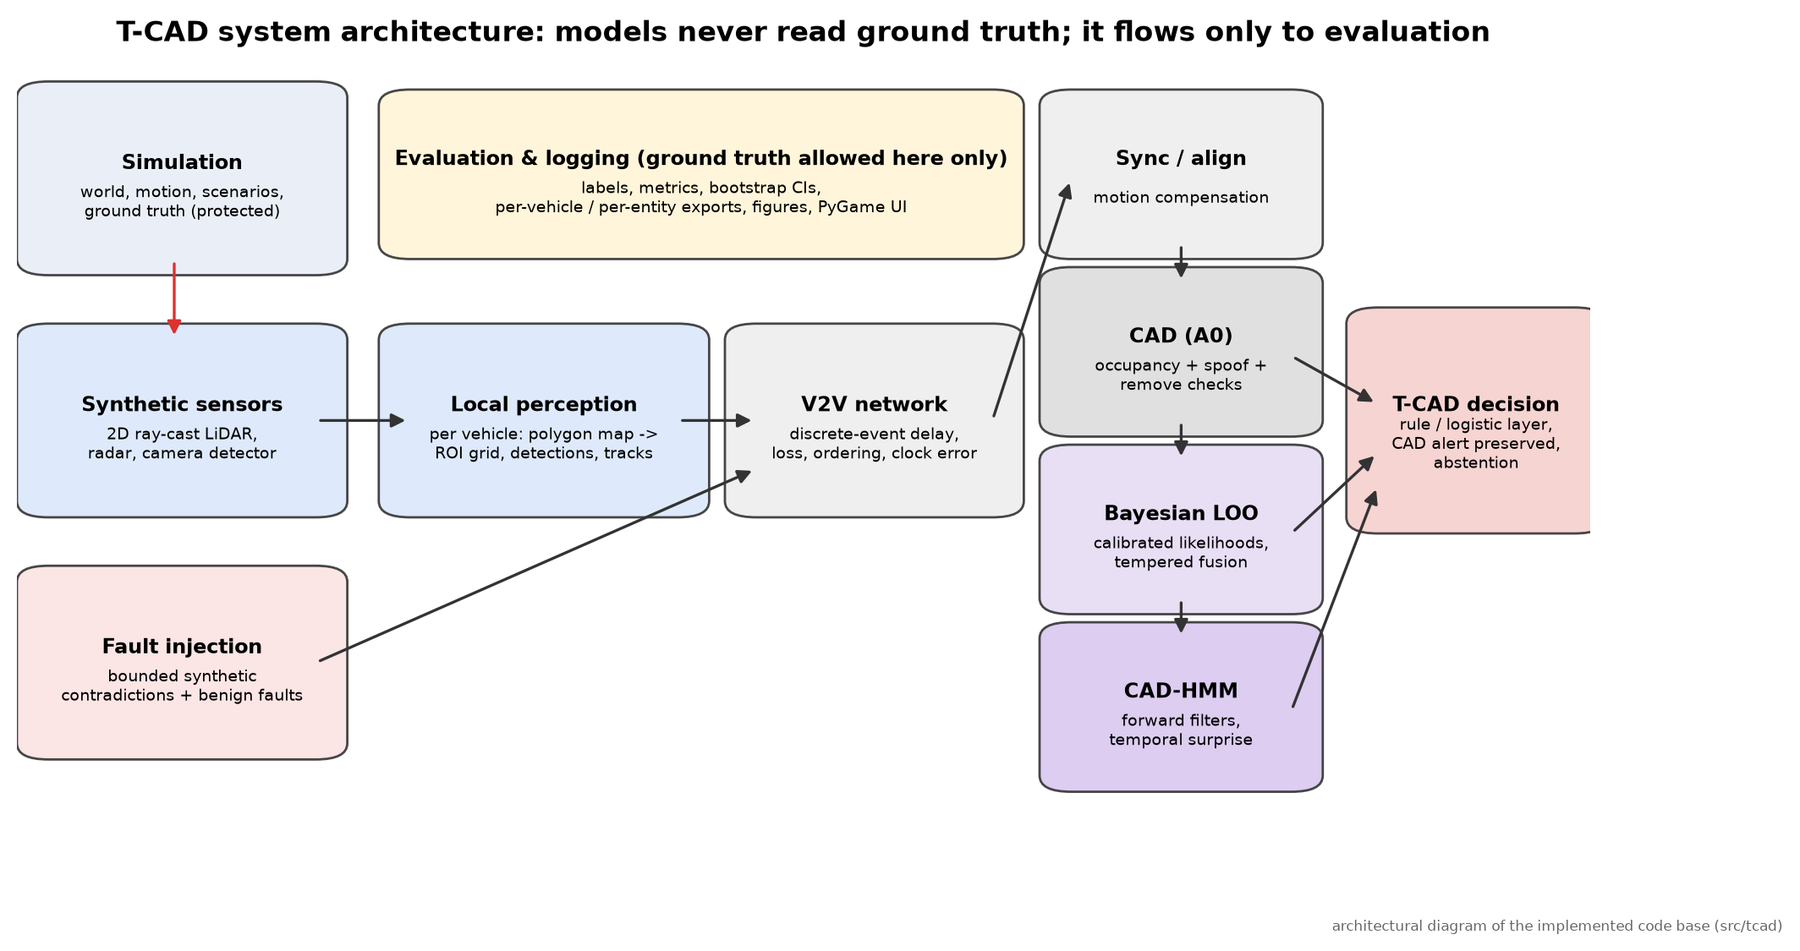 T-CAD system architecture: models never read ground truth; it flows only to evaluation
Simulation
world, motion, scenarios,
ground truth (protected)
Evaluation & logging (ground truth allowed here only)
labels, metrics, bootstrap CIs,
per-vehicle / per-entity exports, figures, PyGame UI
Sync / align
motion compensation
Synthetic sensors
2D ray-cast LiDAR,
radar, camera detector
Local perception
per vehicle: polygon map ->
ROI grid, detections, tracks
V2V network
discrete-event delay,
loss, ordering, clock error
CAD (A0)
occupancy + spoof +
remove checks
T-CAD decision
rule / logistic layer,
CAD alert preserved,
abstention
Bayesian LOO
calibrated likelihoods,
tempered fusion
Fault injection
bounded synthetic
contradictions + benign faults
CAD-HMM
forward filters,
temporal surprise
architectural diagram of the implemented code base (src/tcad)